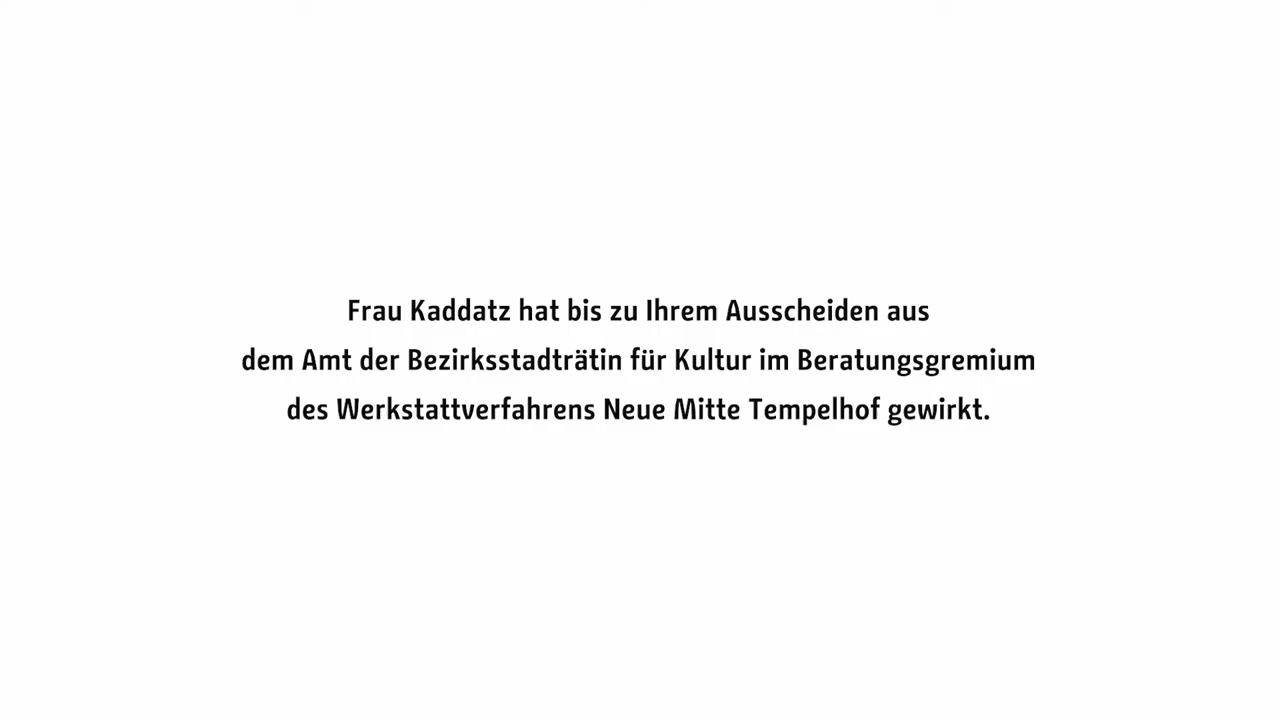 Frau Kaddatz hat bis zu Ihrem Ausscheiden aus
dem Amt der Bezirksstadträtin für Kultur im Beratungsgremium
des Werkstattverfahrens Neue Mitte Tempelhof gewirkt.